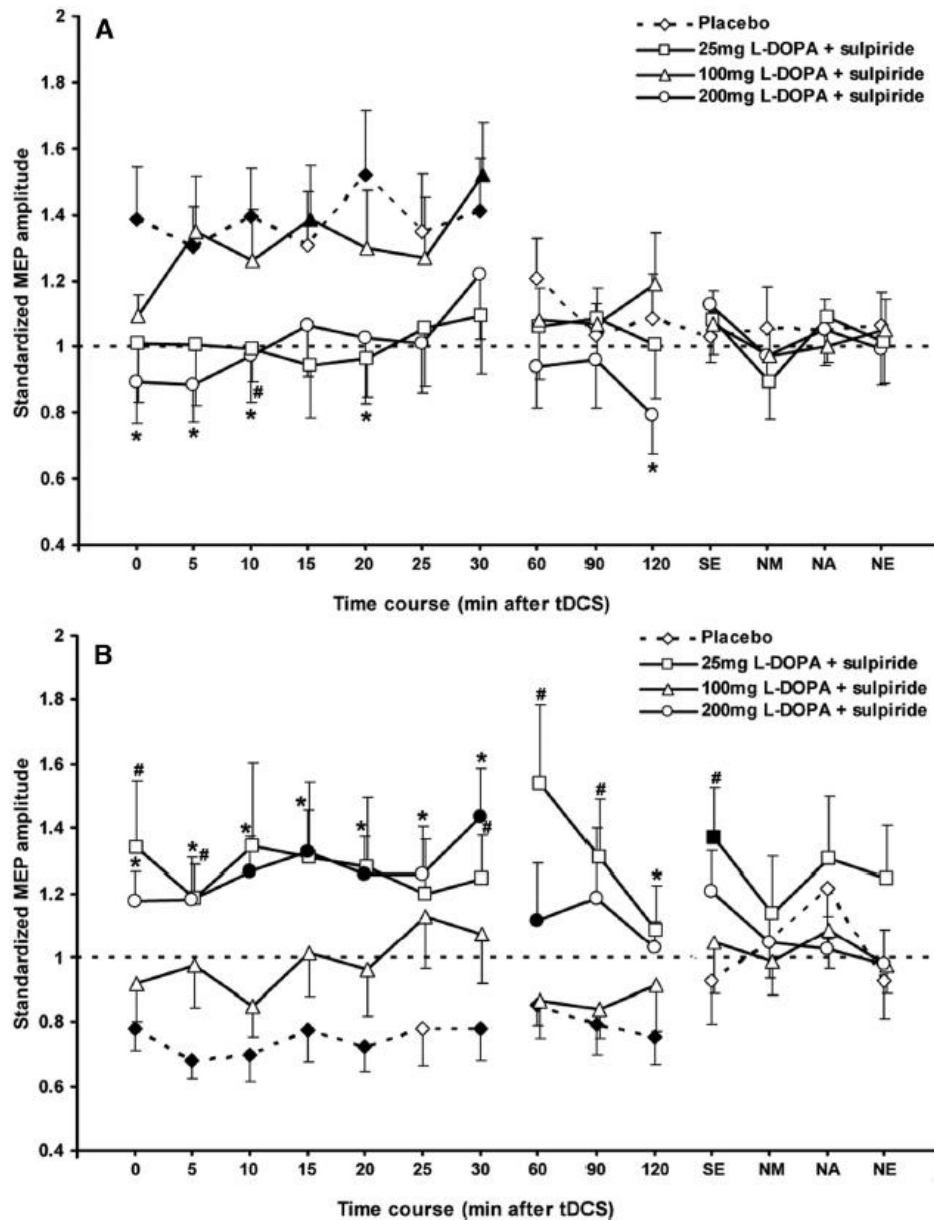 A
Placebo
25mg L-DOPA + sulpiride
100mg L-DOPA + sulpiride
200mg L-DOPA + sulpiride
Standardized MEP amplitude
2
1.8
1.6
1.4
1.2
1
0.8
0.6
0.4
*
*
*
#
*
*
0 5 10 15 20 25 30 60 90 120 SE NM NA NE
Time course (min after tDCS)
B
Placebo
25mg L-DOPA + sulpiride
100mg L-DOPA + sulpiride
200mg L-DOPA + sulpiride
Standardized MEP amplitude
2
1.8
1.6
1.4
1.2
1
0.8
0.6
0.4
#
*
*
#
*
*
*
*
*
#
#
#
*
#
0 5 10 15 20 25 30 60 90 120 SE NM NA NE
Time course (min after tDCS)